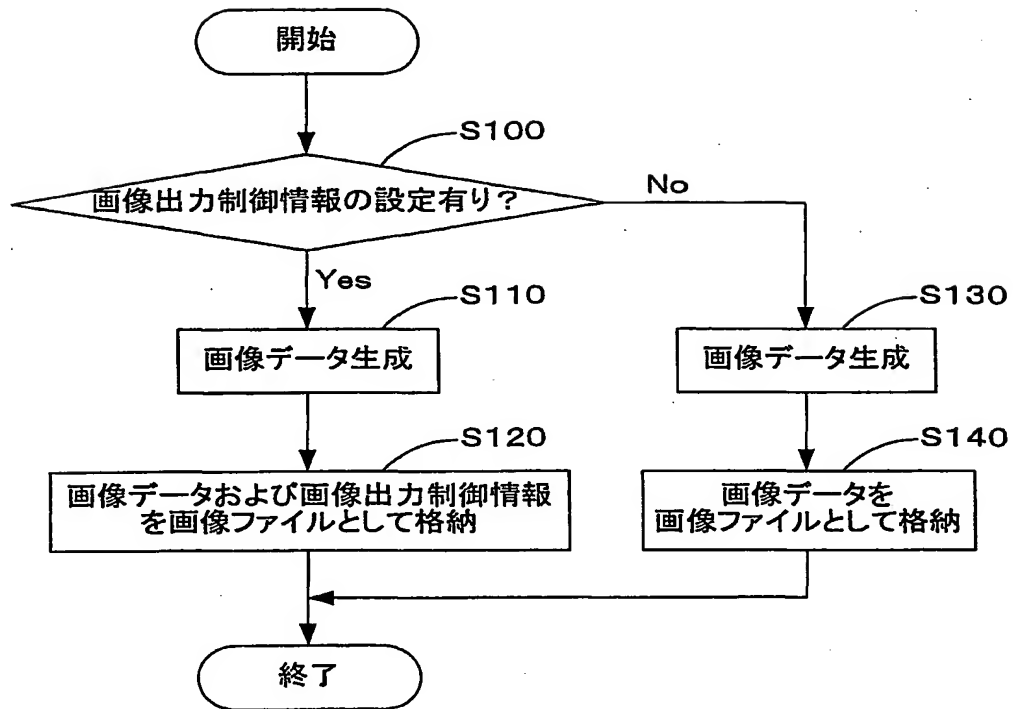 開始
S100
画像出力制御情報の設定有り？
No
Yes
S110
画像データ生成
S130
画像データ生成
S120
画像データおよび画像出力制御情報
を画像ファイルとして格納
S140
画像データを
画像ファイルとして格納
終了